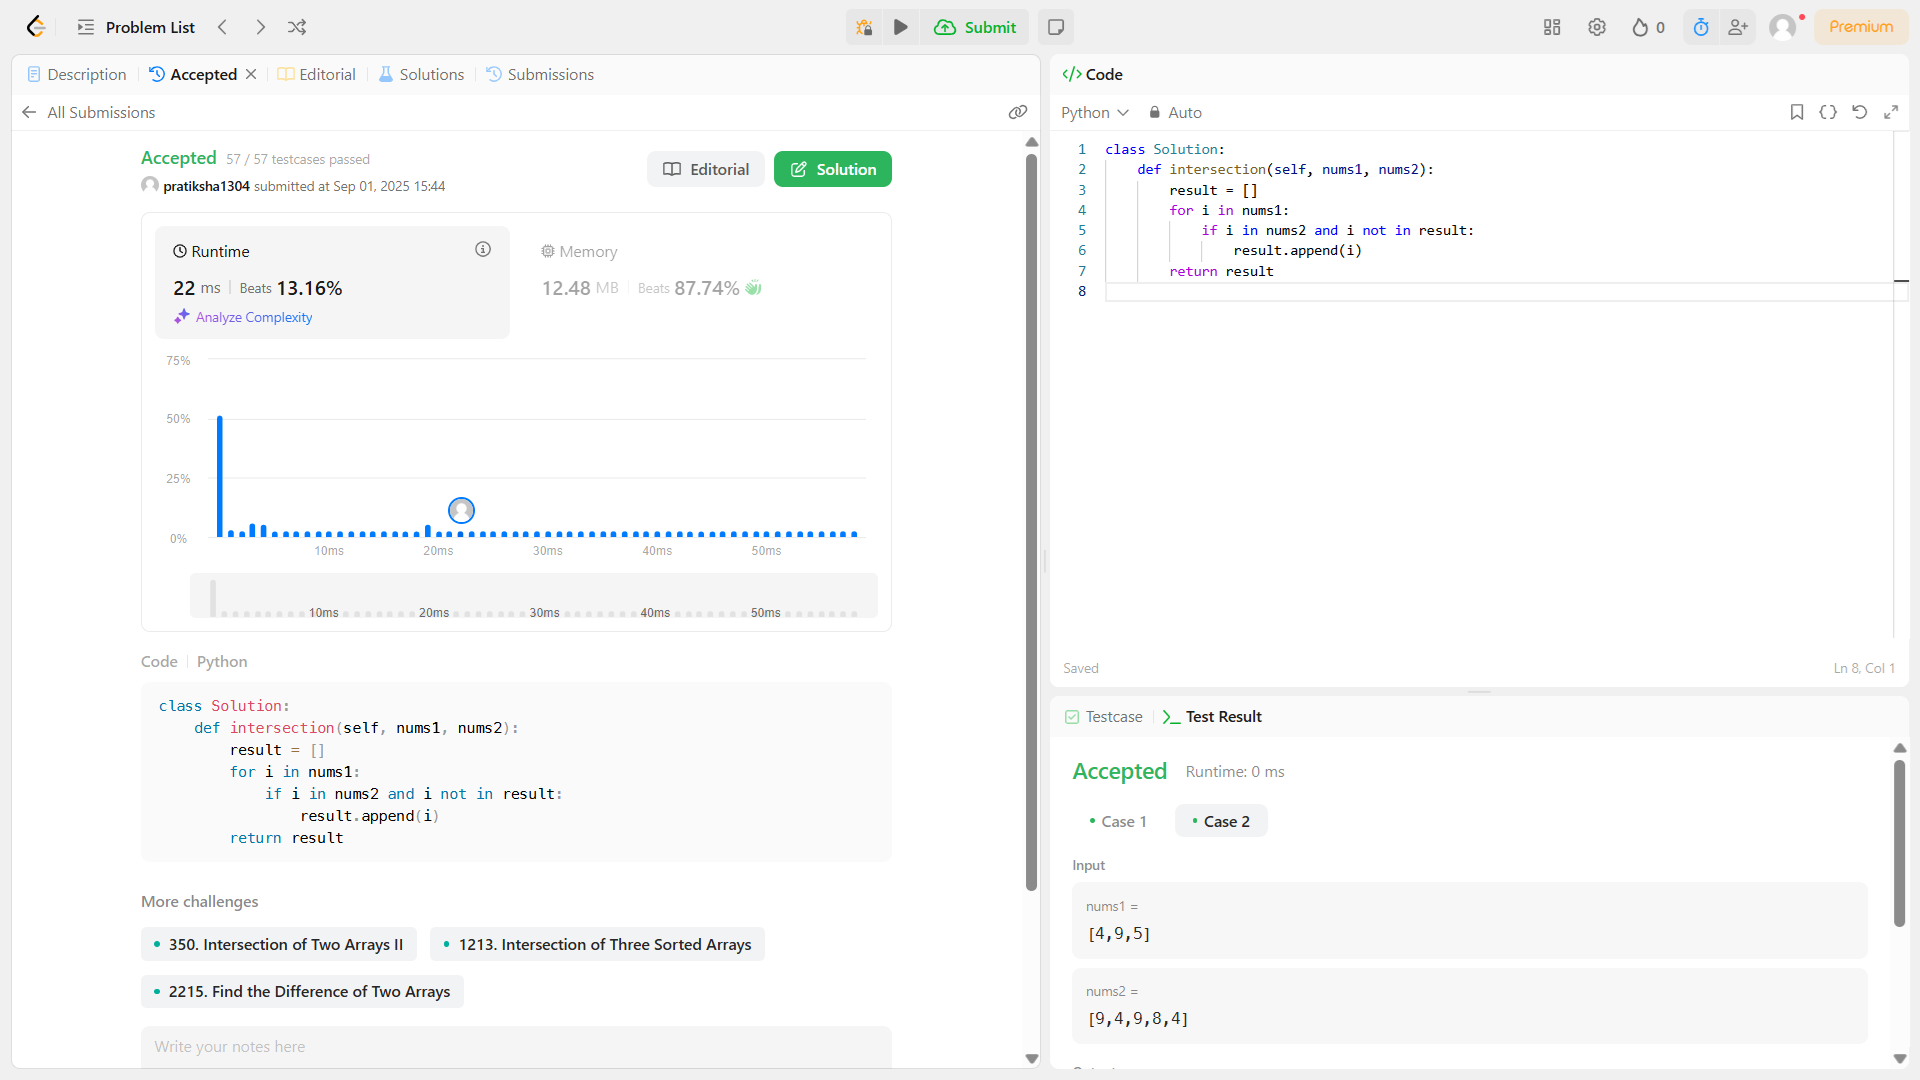 Problem List
Submit
0
Premium
Description
Accepted
Editorial
Solutions
Submissions
All Submissions
Accepted 57 / 57 testcases passed
pratiksha1304 submitted at Sep 01, 2025 15:44
Editorial
Solution
Runtime
22 ms Beats 13.16%
Analyze Complexity
Memory
12.48 MB Beats 87.74%
75%
50%
25%
0%
10ms 20ms 30ms 40ms 50ms
10ms 20ms 30ms 40ms 50ms
Code Python
class Solution:
    def intersection(self, nums1, nums2):
        result = []
        for i in nums1:
            if i in nums2 and i not in result:
                result.append(i)
        return result
More challenges
350. Intersection of Two Arrays II
1213. Intersection of Three Sorted Arrays
2215. Find the Difference of Two Arrays
Write your notes here
Code
Python Auto
1 class Solution:
2     def intersection(self, nums1, nums2):
3         result = []
4         for i in nums1:
5             if i in nums2 and i not in result:
6                 result.append(i)
7         return result
8
Saved
Ln 8, Col 1
Testcase
Test Result
Accepted Runtime: 0 ms
Case 1
Case 2
Input
nums1 =
[4,9,5]
nums2 =
[9,4,9,8,4]